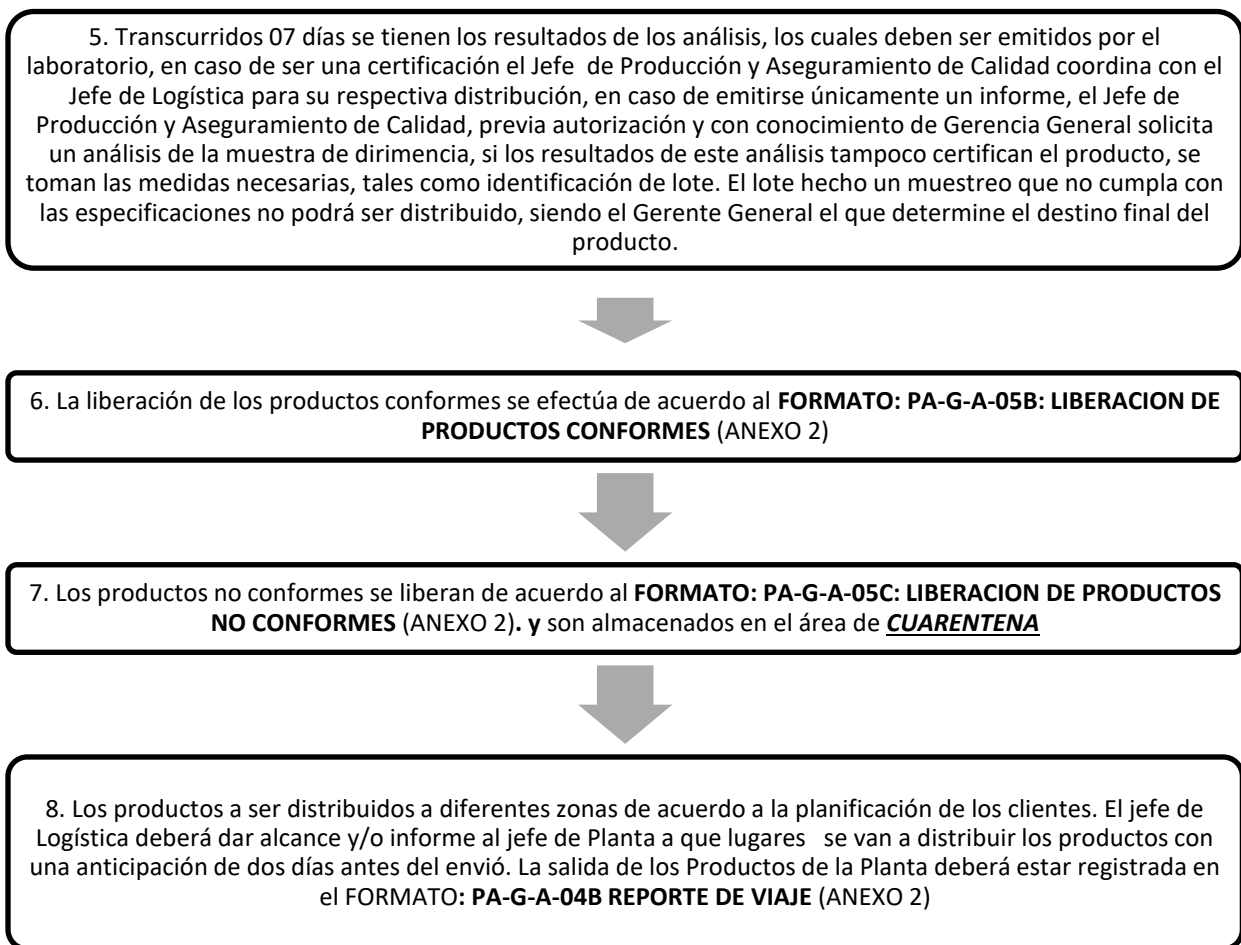 5. Transcurridos 07 días se tienen los resultados de los análisis, los cuales deben ser emitidos por el
laboratorio, en caso de ser una certificación el Jefe  de Producción y Aseguramiento de Calidad coordina con el
Jefe de Logística para su respectiva distribución, en caso de emitirse únicamente un informe, el Jefe de
Producción y Aseguramiento de Calidad, previa autorización y con conocimiento de Gerencia General solicita
un análisis de la muestra de dirimencia, si los resultados de este análisis tampoco certifican el producto, se
toman las medidas necesarias, tales como identificación de lote. El lote hecho un muestreo que no cumpla con
las especificaciones no podrá ser distribuido, siendo el Gerente General el que determine el destino final del
producto.
6. La liberación de los productos conformes se efectúa de acuerdo al FORMATO: PA-G-A-05B: LIBERACION DE
PRODUCTOS CONFORMES (ANEXO 2)
7. Los productos no conformes se liberan de acuerdo al FORMATO: PA-G-A-05C: LIBERACION DE PRODUCTOS
NO CONFORMES (ANEXO 2). y son almacenados en el área de CUARENTENA
8. Los productos a ser distribuidos a diferentes zonas de acuerdo a la planificación de los clientes. El jefe de
Logística deberá dar alcance y/o informe al jefe de Planta a que lugares   se van a distribuir los productos con
una anticipación de dos días antes del envió. La salida de los Productos de la Planta deberá estar registrada en
el FORMATO: PA-G-A-04B REPORTE DE VIAJE (ANEXO 2)